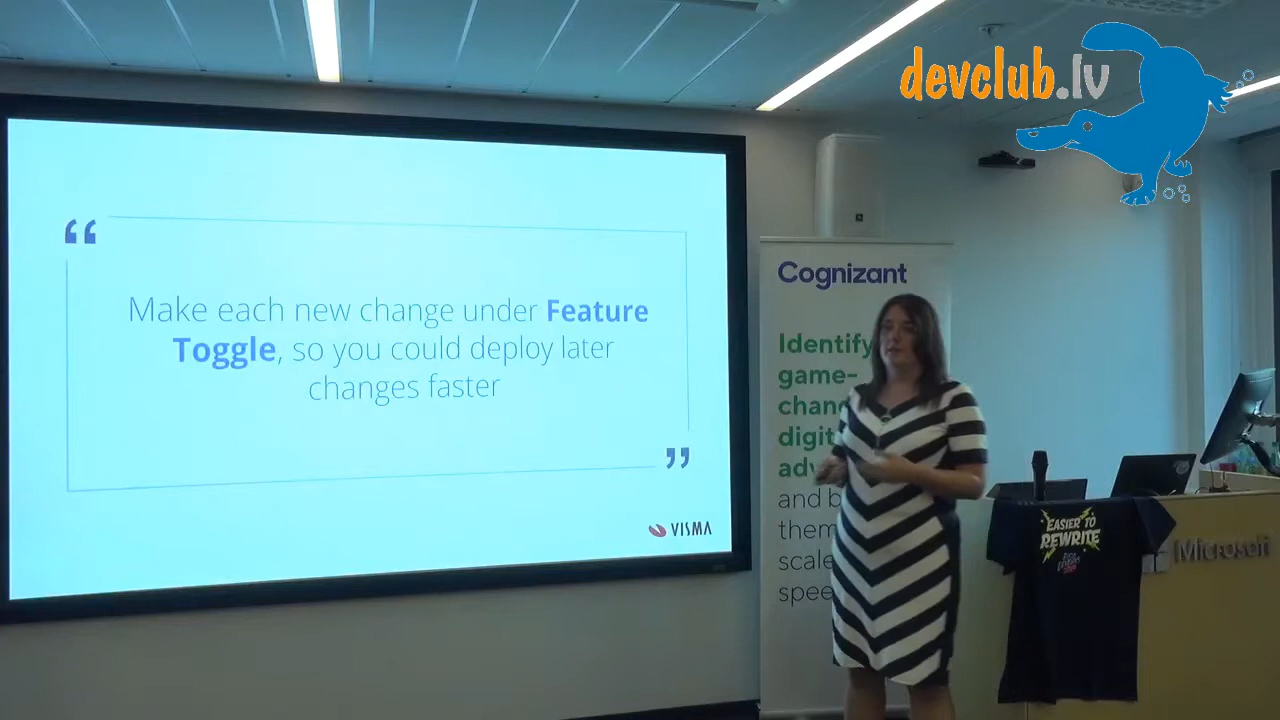 devclub.lv
“
Make each new change under Feature
Toggle, so you could deploy later
changes faster
”
VISMA
Cognizant
Identify
game-
chan
digit
adv
and b
them
scale
spee
EASIER TO
REWRITE
Microsoft